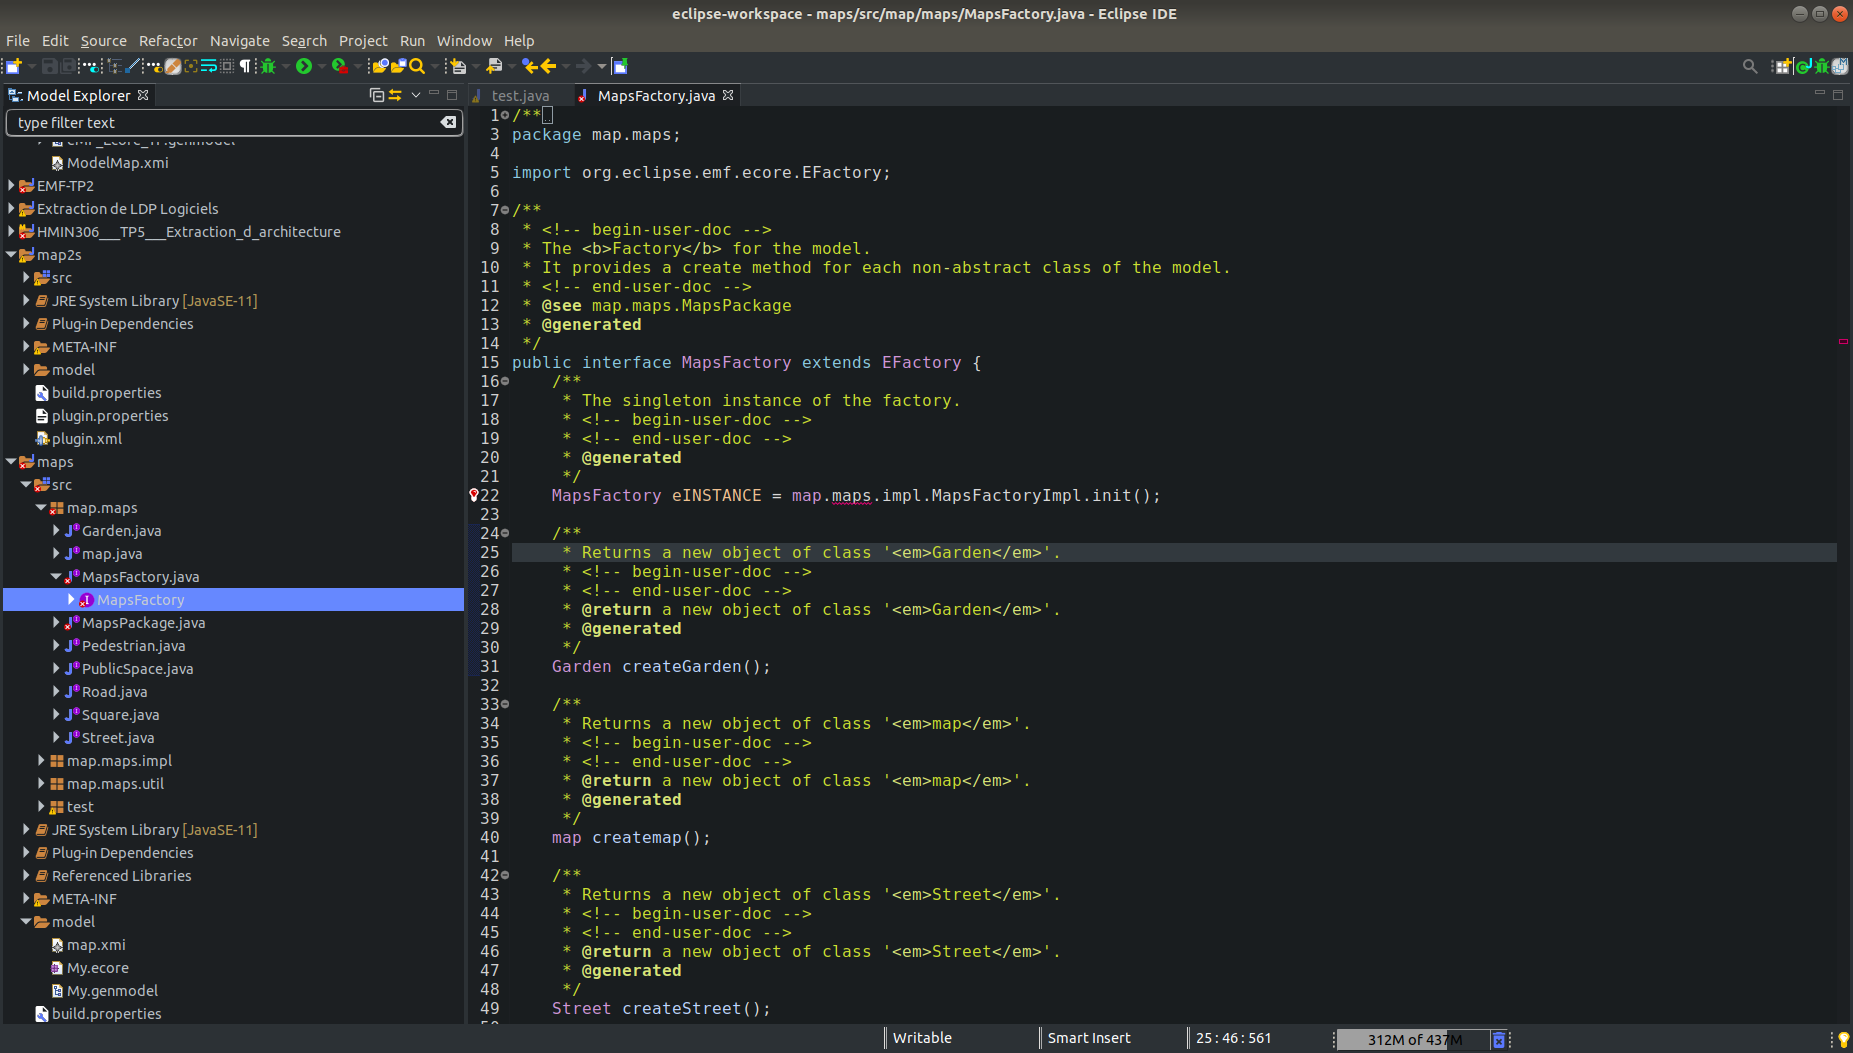 eclipse-workspace - maps/src/map/maps/MapsFactory.java - Eclipse IDE
File Edit Source Refactor Navigate Search Project Run Window Help
Model Explorer
type filter text
eMF_Ecore_TP.genmodel
ModelMap.xmi
EMF-TP2
Extraction de LDP Logiciels
HMIN306___TP5___Extraction_d_architecture
map2s
src
JRE System Library [JavaSE-11]
Plug-in Dependencies
META-INF
model
build.properties
plugin.properties
plugin.xml
maps
src
map.maps
Garden.java
map.java
MapsFactory.java
MapsFactory
MapsPackage.java
Pedestrian.java
PublicSpace.java
Road.java
Square.java
Street.java
map.maps.impl
map.maps.util
test
JRE System Library [JavaSE-11]
Plug-in Dependencies
Referenced Libraries
META-INF
model
map.xmi
My.ecore
My.genmodel
build.properties
test.java MapsFactory.java
1 /**
3 package map.maps;
4
5 import org.eclipse.emf.ecore.EFactory;
6
7 /**
8 * <!-- begin-user-doc -->
9 * The <b>Factory</b> for the model.
10 * It provides a create method for each non-abstract class of the model.
11 * <!-- end-user-doc -->
12 * @see map.maps.MapsPackage
13 * @generated
14 */
15 public interface MapsFactory extends EFactory {
16 /**
17 * The singleton instance of the factory.
18 * <!-- begin-user-doc -->
19 * <!-- end-user-doc -->
20 * @generated
21 */
22 MapsFactory eINSTANCE = map.maps.impl.MapsFactoryImpl.init();
23
24 /**
25 * Returns a new object of class '<em>Garden</em>'.
26 * <!-- begin-user-doc -->
27 * <!-- end-user-doc -->
28 * @return a new object of class '<em>Garden</em>'.
29 * @generated
30 */
31 Garden createGarden();
32
33 /**
34 * Returns a new object of class '<em>map</em>'.
35 * <!-- begin-user-doc -->
36 * <!-- end-user-doc -->
37 * @return a new object of class '<em>map</em>'.
38 * @generated
39 */
40 map createmap();
41
42 /**
43 * Returns a new object of class '<em>Street</em>'.
44 * <!-- begin-user-doc -->
45 * <!-- end-user-doc -->
46 * @return a new object of class '<em>Street</em>'.
47 * @generated
48 */
49 Street createStreet();
Writable Smart Insert 25:46:561 312M of 437M